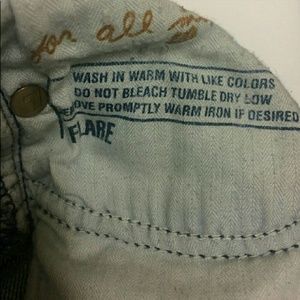 for all
WASH IN WARM WITH LIKE COLORS
DO NOT BLEACH TUMBLE DRY LOW
OVE PROMPTLY WARM IRON IF DESIRED
FLARE